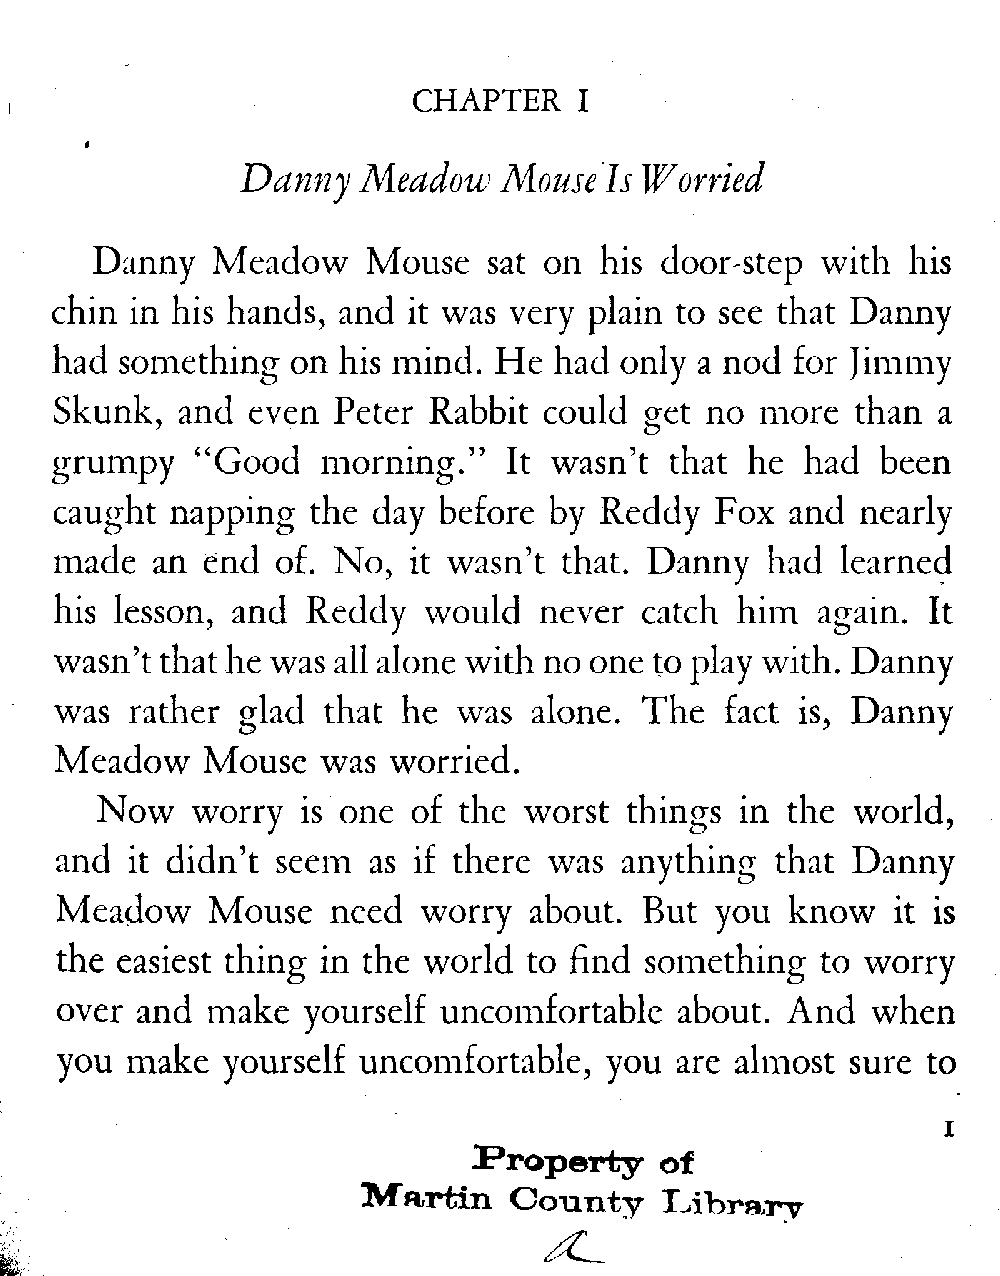 CHAPTER I
Danny Meadow Mouse Is Worried
Danny Meadow Mouse sat on his door-step with his
chin in his hands, and it was very plain to see that Danny
had something on his mind. He had only a nod for Jimmy
Skunk, and even Peter Rabbit could get no more than a
grumpy “Good morning.” It wasn’t that he had been
caught napping the day before by Reddy Fox and nearly
made an end of. No, it wasn’t that. Danny had learned
his lesson, and Reddy would never catch him again. It
wasn’t that he was all alone with no one to play with. Danny
was rather glad that he was alone. The fact is, Danny
Meadow Mouse was worried.
Now worry is one of the worst things in the world,
and it didn’t seem as if there was anything that Danny
Meadow Mouse need worry about. But you know it is
the easiest thing in the world to find something to worry
over and make yourself uncomfortable about. And when
you make yourself uncomfortable, you are almost sure to
1
Property of
Martin County Library
a